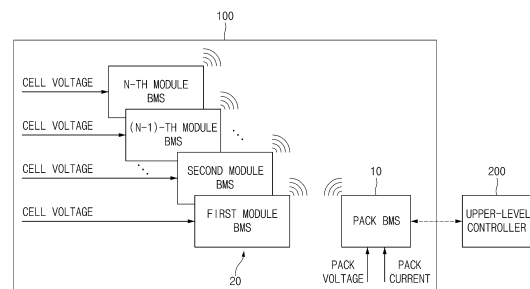 100
CELL VOLTAGE
N-TH MODULE
BMS
CELL VOLTAGE
(N-1)-TH MODULE
BMS
CELL VOLTAGE
SECOND MODULE
BMS
CELL VOLTAGE
FIRST MODULE
BMS
20
10
PACK BMS
PACK
VOLTAGE
PACK
CURRENT
200
UPPER-LEVEL
CONTROLLER